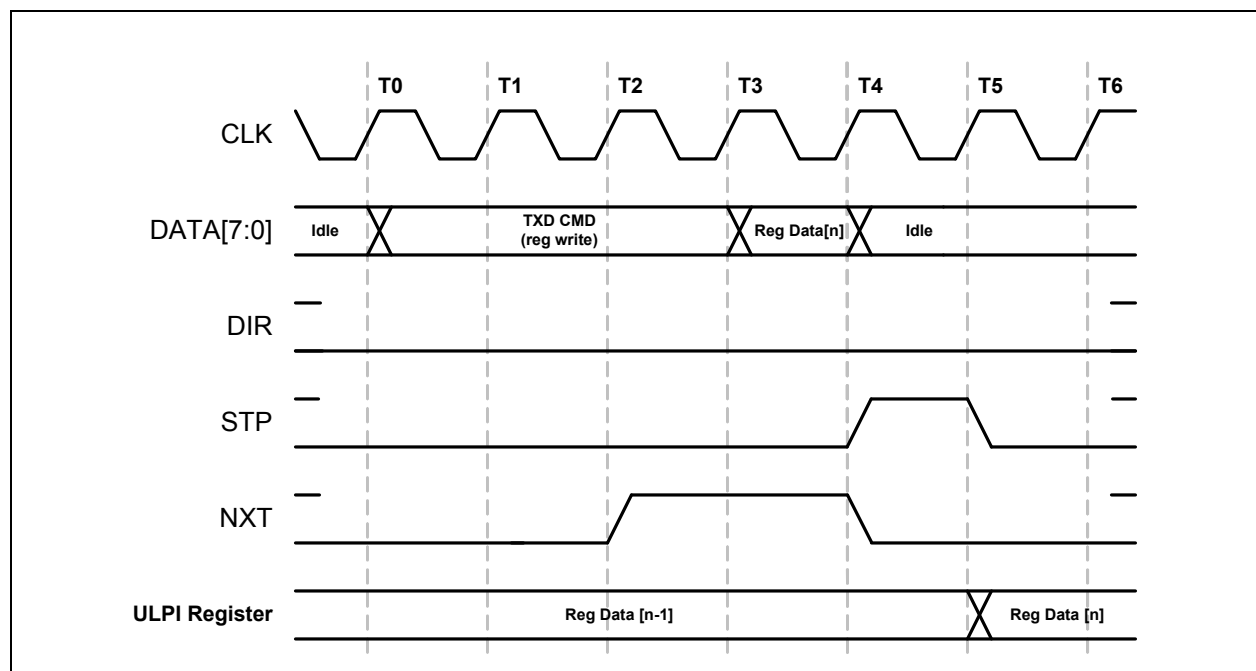 T0 T1 T2 T3 T4 T5 T6
CLK
DATA[7:0] Idle TXD CMD Reg Data[n] Idle
(reg write)
DIR
STP
NXT
ULPI Register Reg Data [n-1] Reg Data [n]